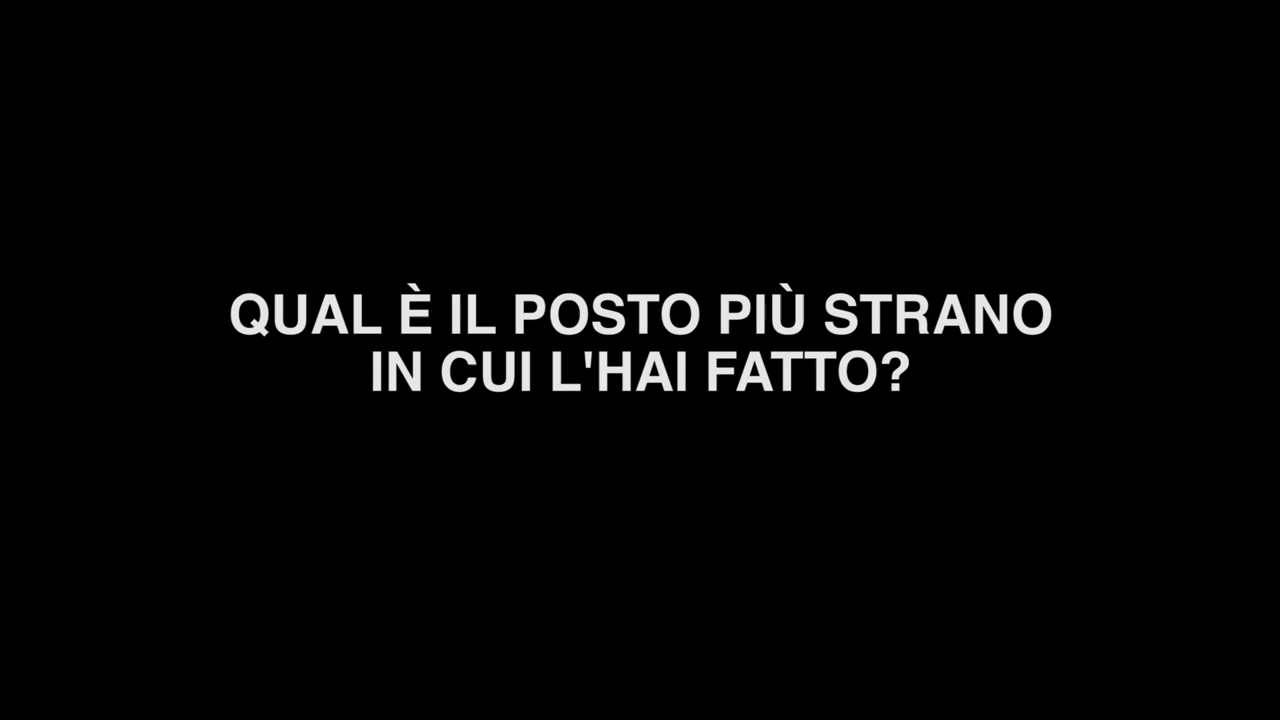 QUAL È IL POSTO PIÙ STRANO
IN CUI L'HAI FATTO?